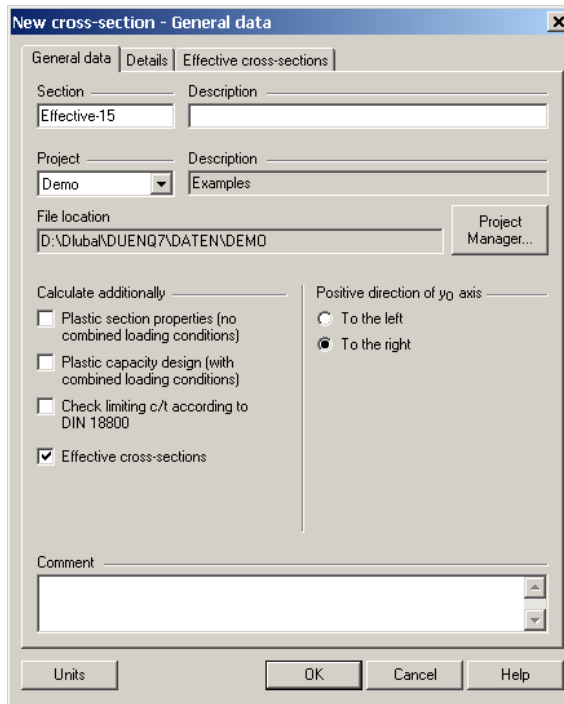 New cross-section - General data
General data Details Effective cross-sections
Section Description
Effective-15
Project Description
Demo Examples
File location
D:\Dlubal\DUENQ7\DATEN\DEMO
Project
Manager...
Calculate additionally
Plastic section properties (no
combined loading conditions)
Plastic capacity design (with
combined loading conditions)
Check limiting c/t according to
DIN 18800
Effective cross-sections
Positive direction of y0 axis
To the left
To the right
Comment
Units OK Cancel Help